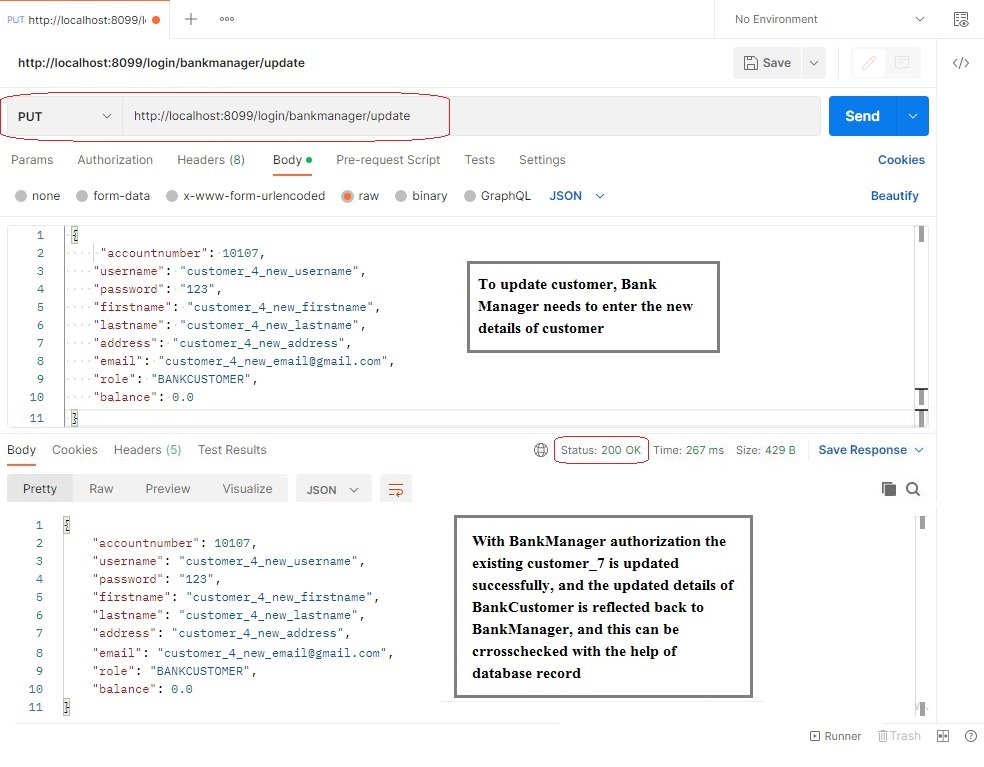 PUT http://localhost:8099/l
No Environment
http://localhost:8099/login/bankmanager/update
Save
PUT http://localhost:8099/login/bankmanager/update
Send
Params Authorization Headers (8) Body Pre-request Script Tests Settings Cookies
none form-data x-www-form-urlencoded raw binary GraphQL JSON Beautify
1 {
2 "accountnumber": 10107,
3 "username": "customer_4_new_username",
4 "password": "123",
5 "firstname": "customer_4_new_firstname",
6 "lastname": "customer_4_new_lastname",
7 "address": "customer_4_new_address",
8 "email": "customer_4_new_email@gmail.com",
9 "role": "BANKCUSTOMER",
10 "balance": 0.0
11 }
To update customer, Bank
Manager needs to enter the new
details of customer
Body Cookies Headers (5) Test Results Status: 200 OK Time: 267 ms Size: 429 B Save Response
Pretty Raw Preview Visualize JSON
1 {
2 "accountnumber": 10107,
3 "username": "customer_4_new_username",
4 "password": "123",
5 "firstname": "customer_4_new_firstname",
6 "lastname": "customer_4_new_lastname",
7 "address": "customer_4_new_address",
8 "email": "customer_4_new_email@gmail.com",
9 "role": "BANKCUSTOMER",
10 "balance": 0.0
11 }
With BankManager authorization the
existing customer_7 is updated
successfully, and the updated details of
BankCustomer is reflected back to
BankManager, and this can be
crrosschecked with the help of
database record
Runner Trash